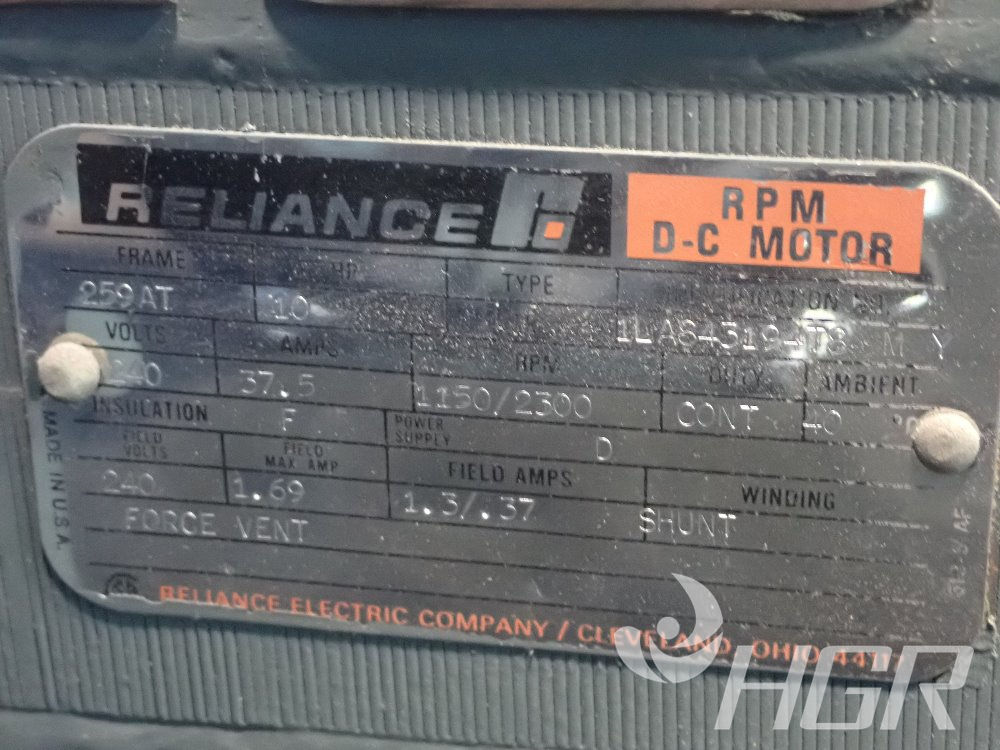 RELIANCE
RPM
D-C MOTOR
FRAME HP TYPE
259AT 10
VOLTS AMPS RPM DUTY AMBIENT
240 37.5 1150/2300 CONT 40 °C
INSULATION F POWER SUPPLY D
FIELD VOLTS FIELD MAX AMP FIELD AMPS WINDING
240 1.69 1.3/.37 SHUNT
FORCE VENT
RELIANCE ELECTRIC COMPANY / CLEVELAND, OHIO
MADE IN U.S.A.
HGR